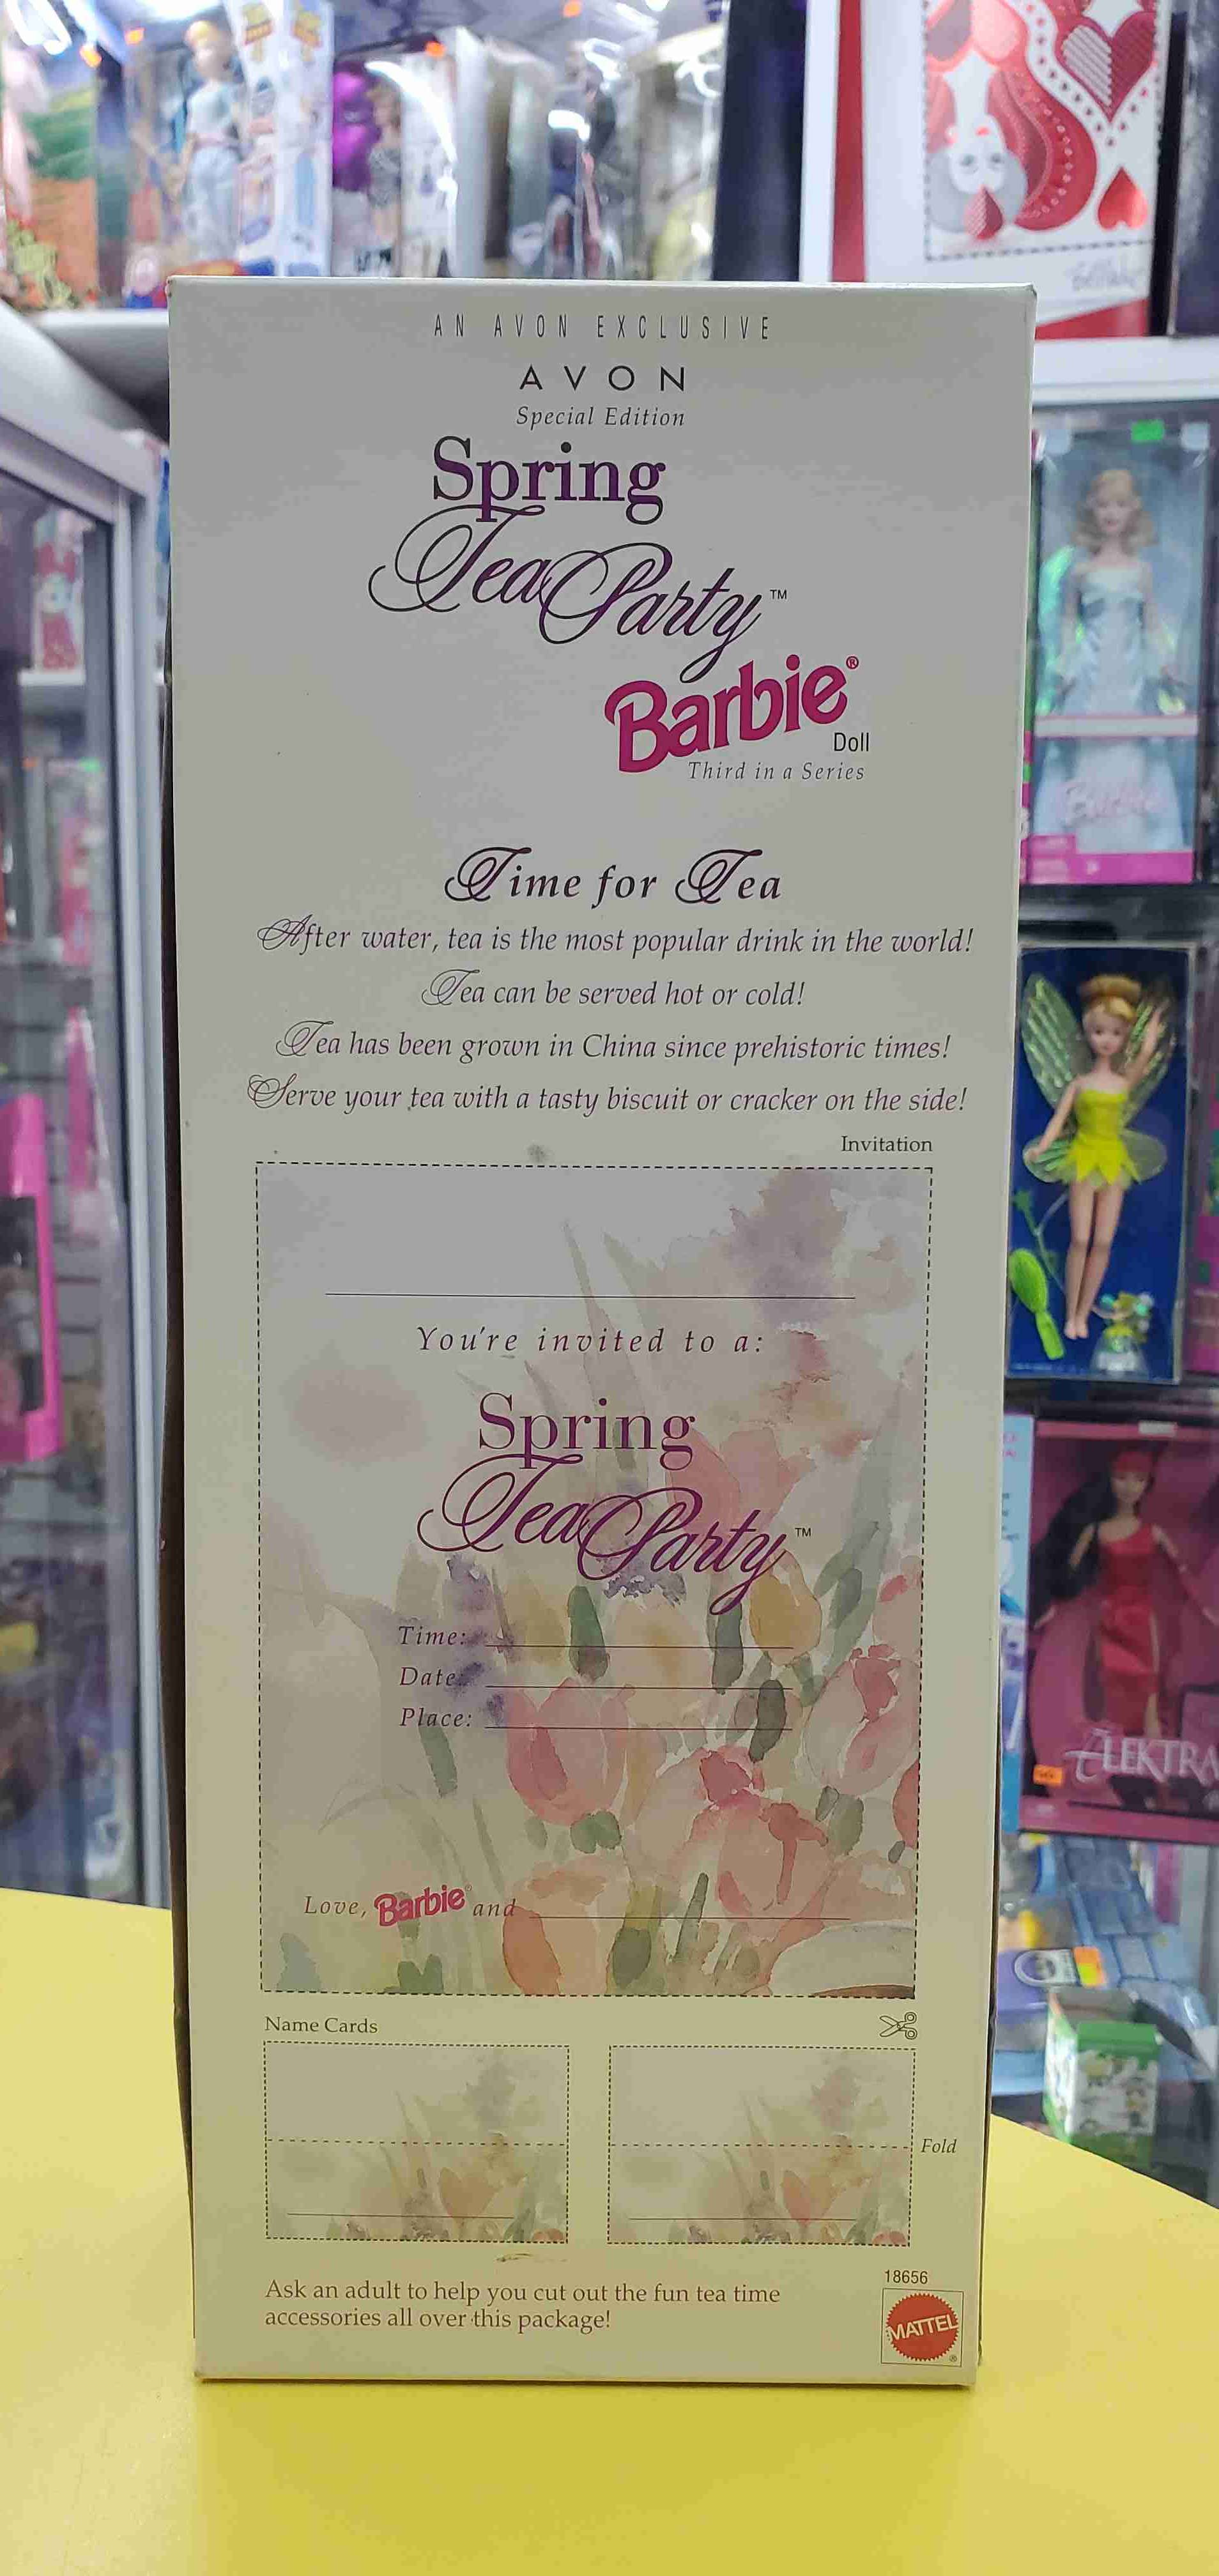 AN AVON EXCLUSIVE
AVON
Special Edition
Spring
Tea Party™
Barbie®
Doll
Third in a Series
Time for Tea
After water, tea is the most popular drink in the world!
Tea can be served hot or cold!
Tea has been grown in China since prehistoric times!
Serve your tea with a tasty biscuit or cracker on the side!
Invitation
You're invited to a:
Spring
Tea Party™
Time:
Date:
Place:
Love, Barbie® and
Name Cards
Fold
Ask an adult to help you cut out the fun tea time
accessories all over this package!
18656
MATTEL
®
Barbie
ELEKTRA